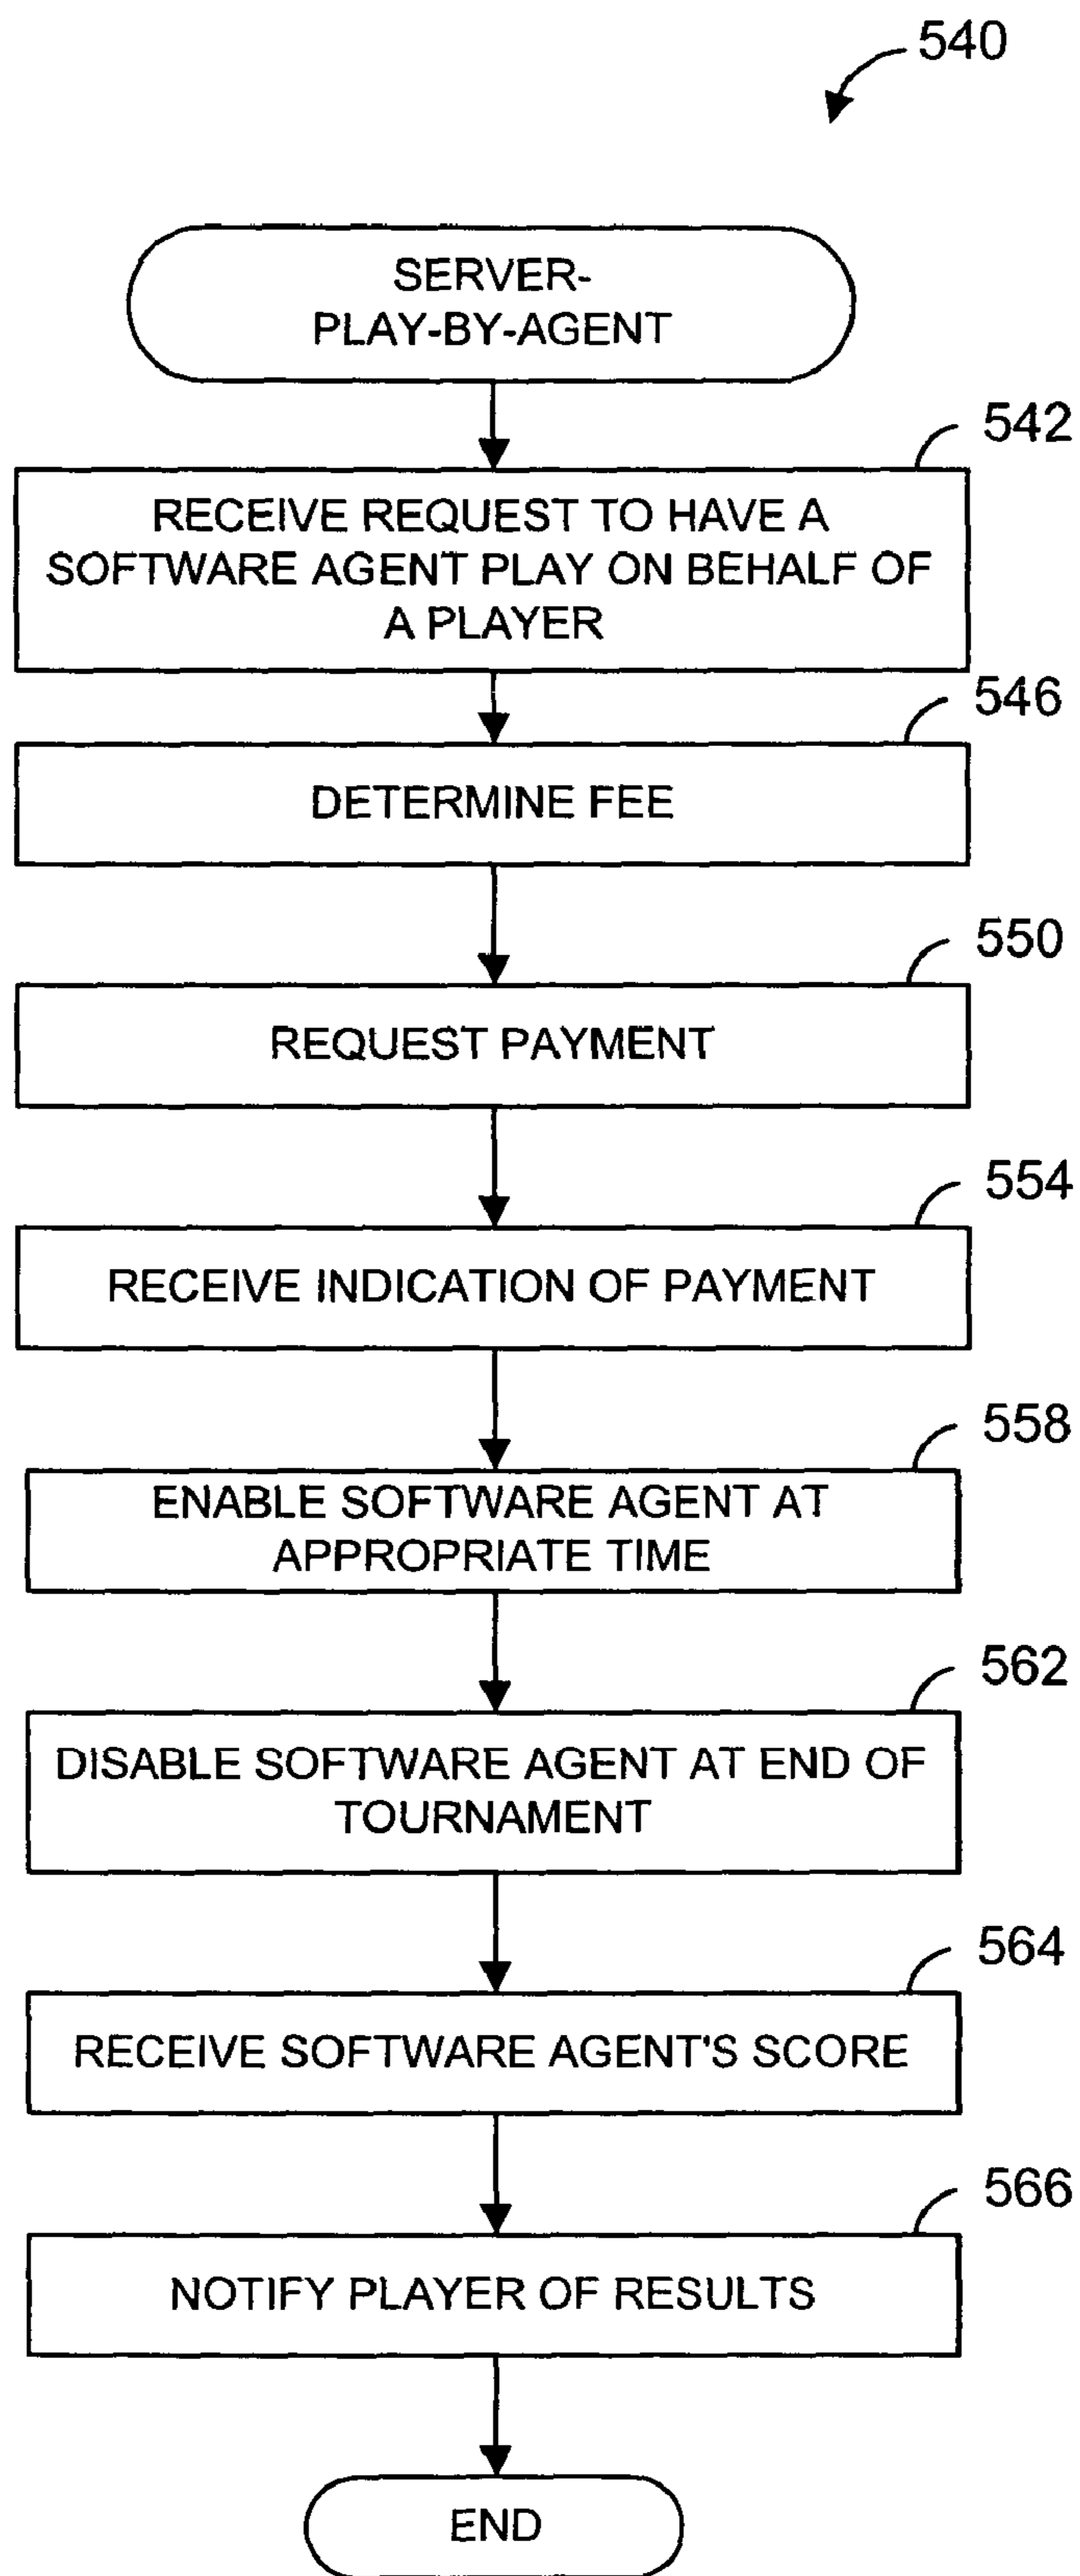 540
SERVER-
PLAY-BY-AGENT
542
RECEIVE REQUEST TO HAVE A
SOFTWARE AGENT PLAY ON BEHALF OF
A PLAYER
546
DETERMINE FEE
550
REQUEST PAYMENT
554
RECEIVE INDICATION OF PAYMENT
558
ENABLE SOFTWARE AGENT AT
APPROPRIATE TIME
562
DISABLE SOFTWARE AGENT AT END OF
TOURNAMENT
564
RECEIVE SOFTWARE AGENT'S SCORE
566
NOTIFY PLAYER OF RESULTS
END